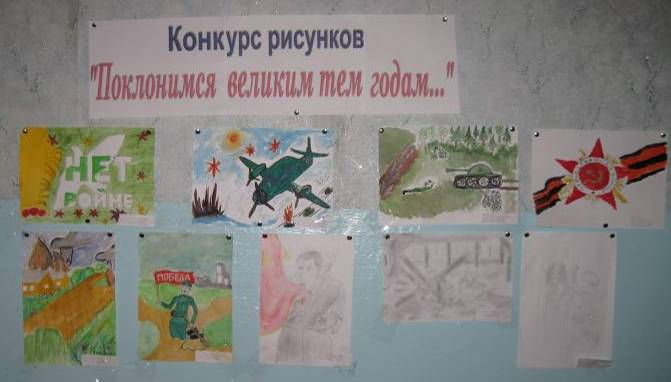 Конкурс рисунков
"Поклонимся великим тем годам..."
НЕТ
ВОЙНЕ
ПОБЕДА